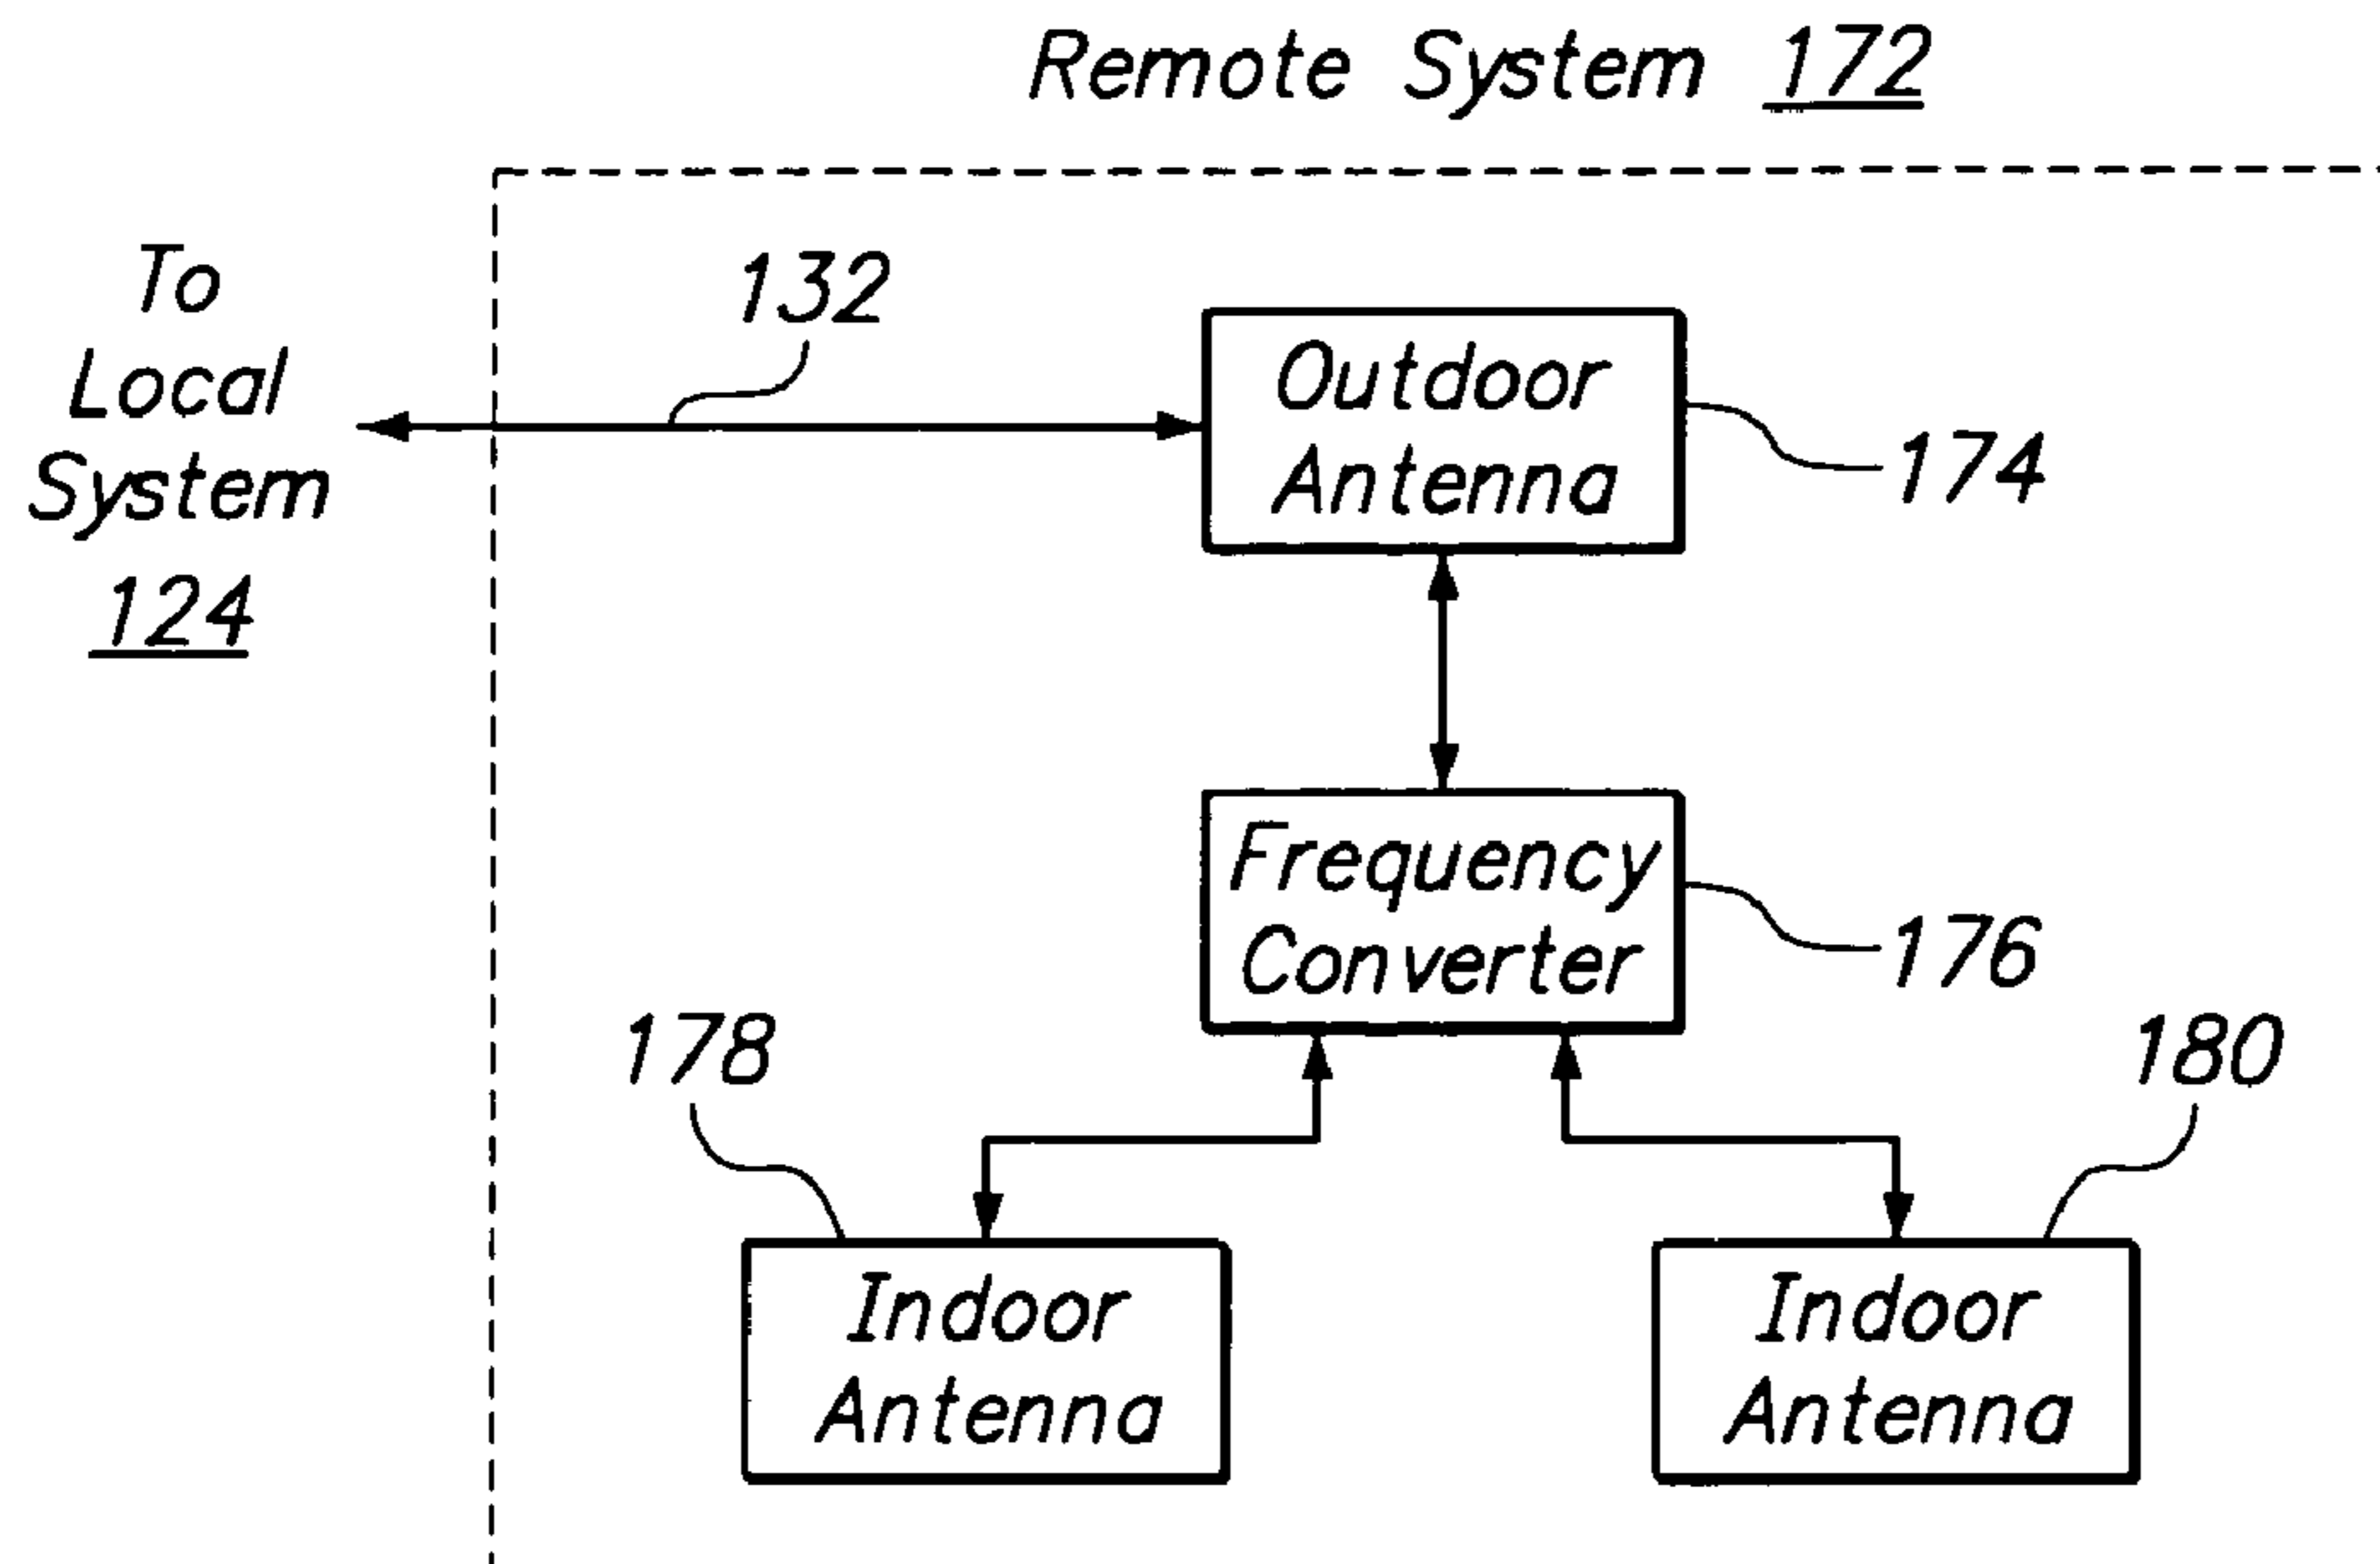 Remote System 172
To
Local
System
124
132
Outdoor
Antenna
174
Frequency
Converter
176
178
180
Indoor
Antenna
Indoor
Antenna